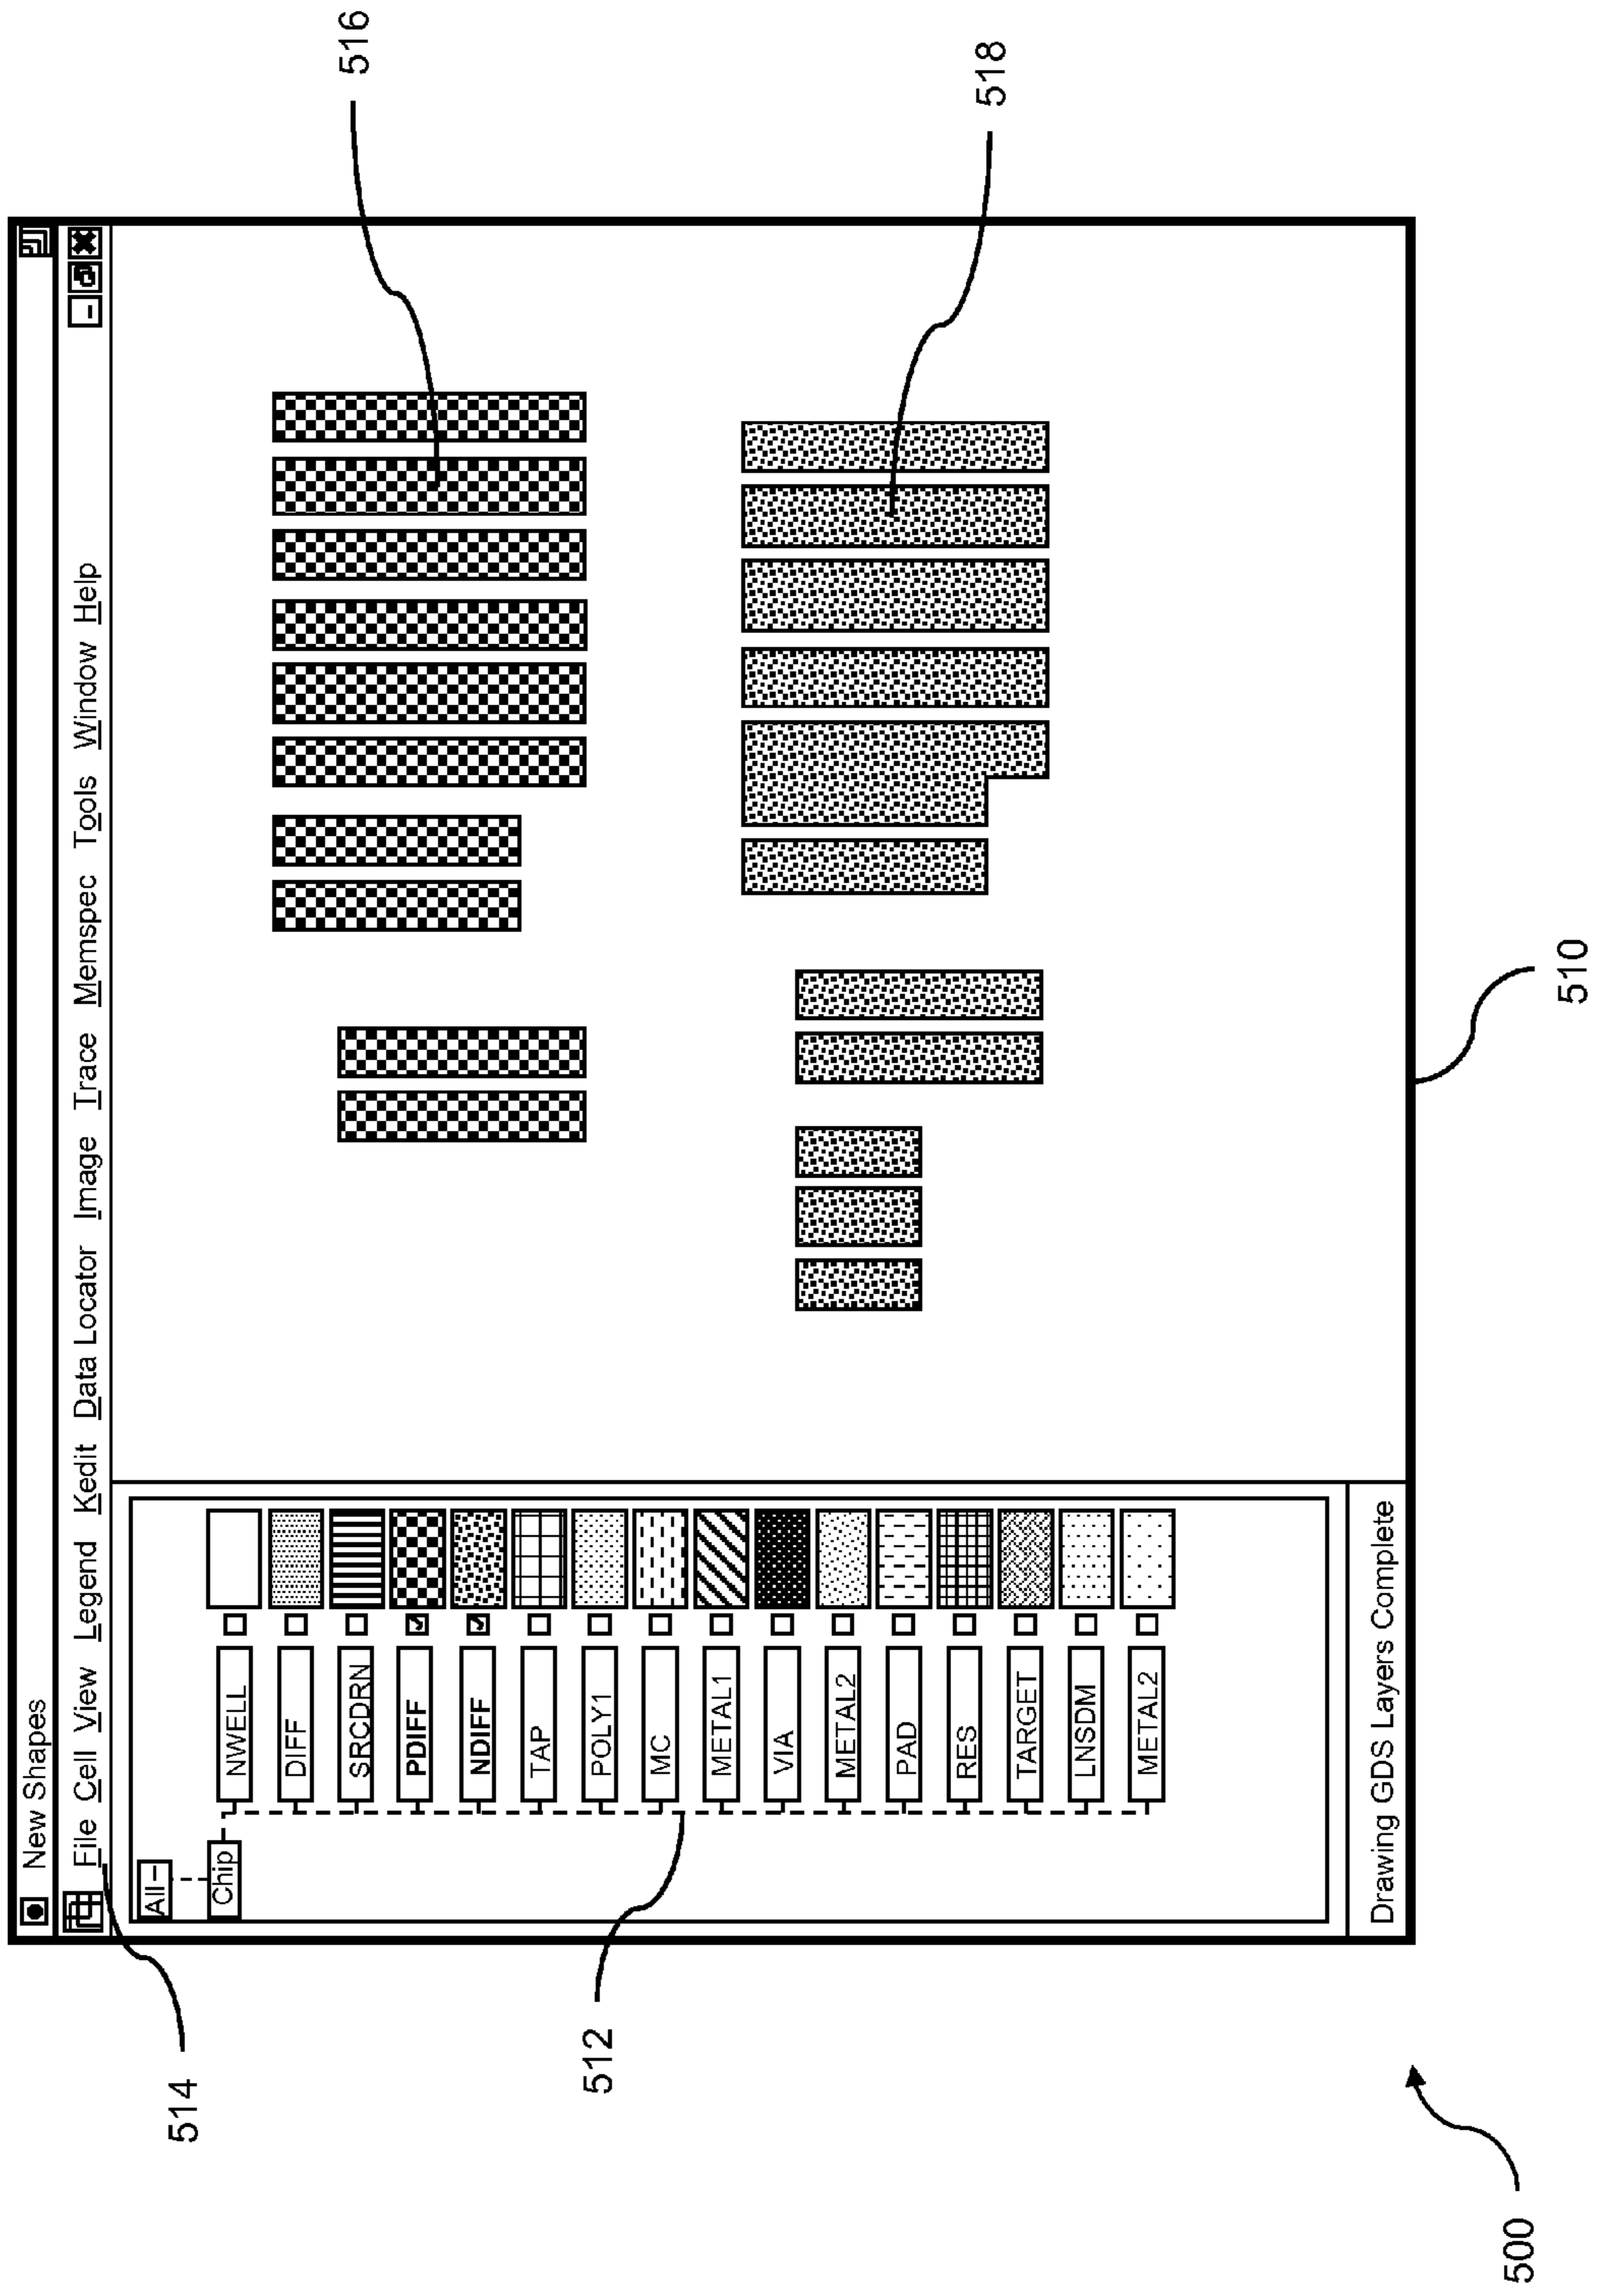 New Shapes
File Cell View Legend Kedit Data Locator Image Trace Memspec Tools Window Help
All
Chip
NWELL
DIFF
SRCDRN
PDIFF
NDIFF
TAP
POLY1
MC
METAL1
VIA
METAL2
PAD
RES
TARGET
LNSDM
METAL2
Drawing GDS Layers Complete
514
512
516
518
510
500